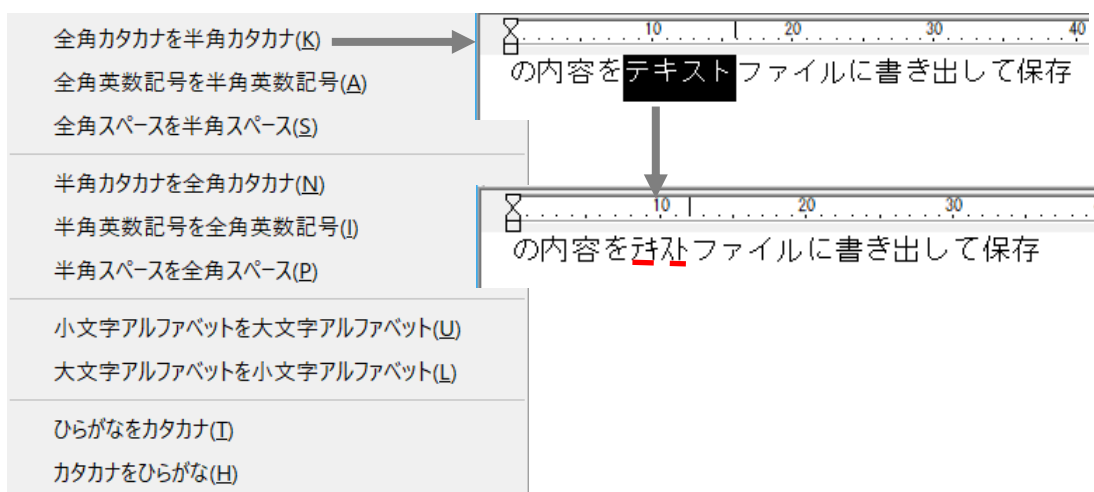 全角カタカナを半角カタカナ(K)
全角英数記号を半角英数記号(A)
全角スペースを半角スペース(S)
半角カタカナを全角カタカナ(N)
半角英数記号を全角英数記号(I)
半角スペースを全角スペース(P)
小文字アルファベットを大文字アルファベット(U)
大文字アルファベットを小文字アルファベット(L)
ひらがなをカタカナ(T)
カタカナをひらがな(H)
10 20 30 40
の内容をテキストファイルに書き出して保存
10 20 30
の内容をﾃｷｽﾄファイルに書き出して保存